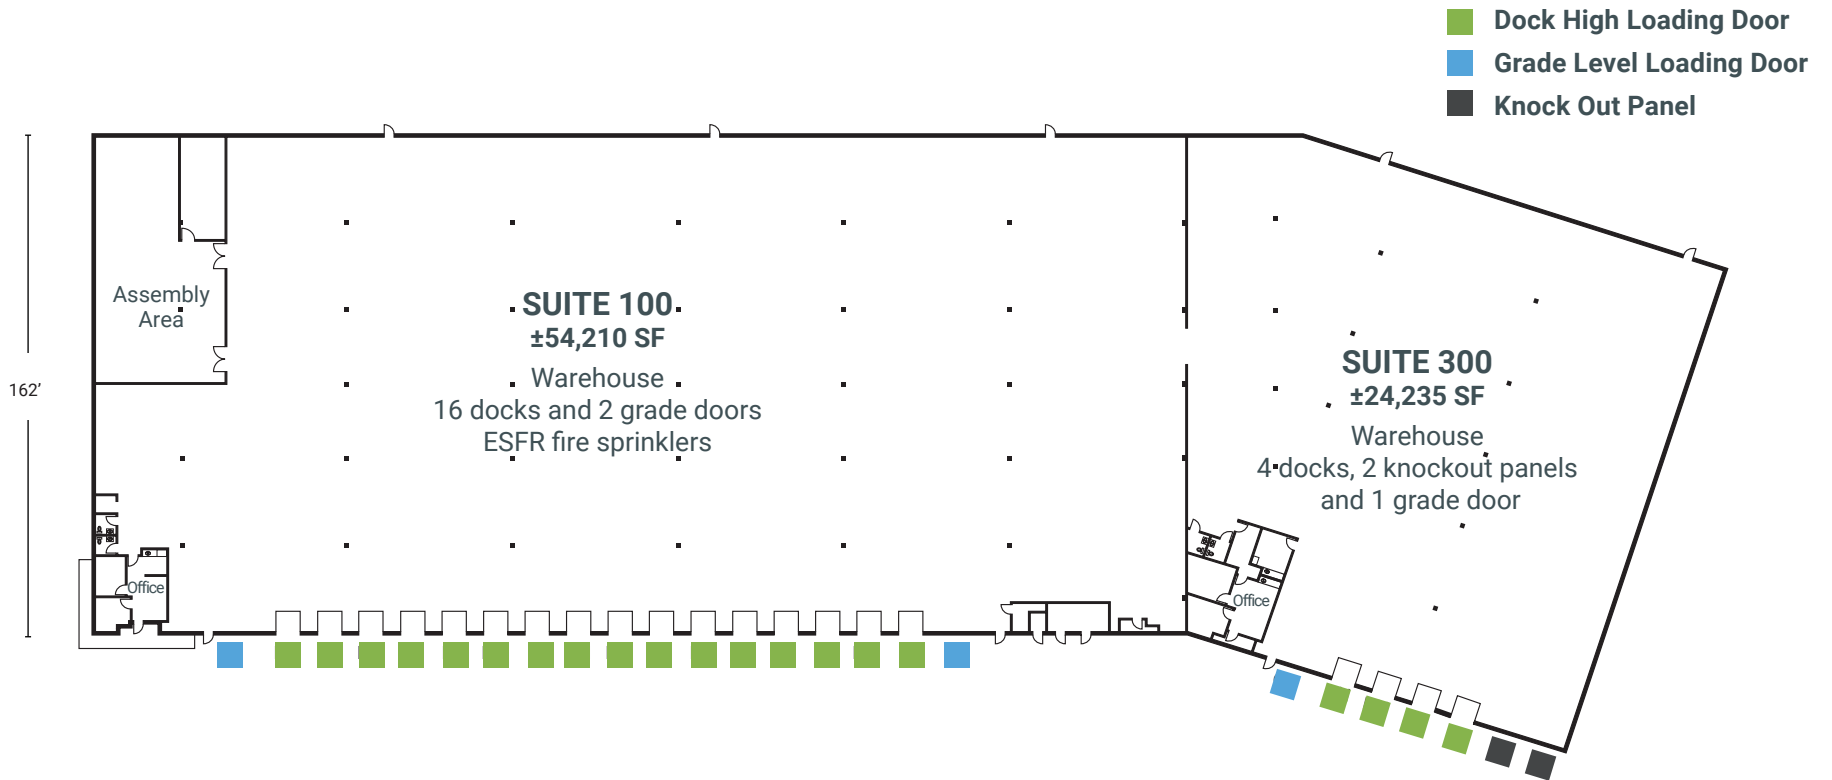 Dock High Loading Door
Grade Level Loading Door
Knock Out Panel
162’
Assembly
Area
SUITE 100
±54,210 SF
Warehouse
16 docks and 2 grade doors
ESFR fire sprinklers
SUITE 300
±24,235 SF
Warehouse
4 docks, 2 knockout panels
and 1 grade door
Office
Office